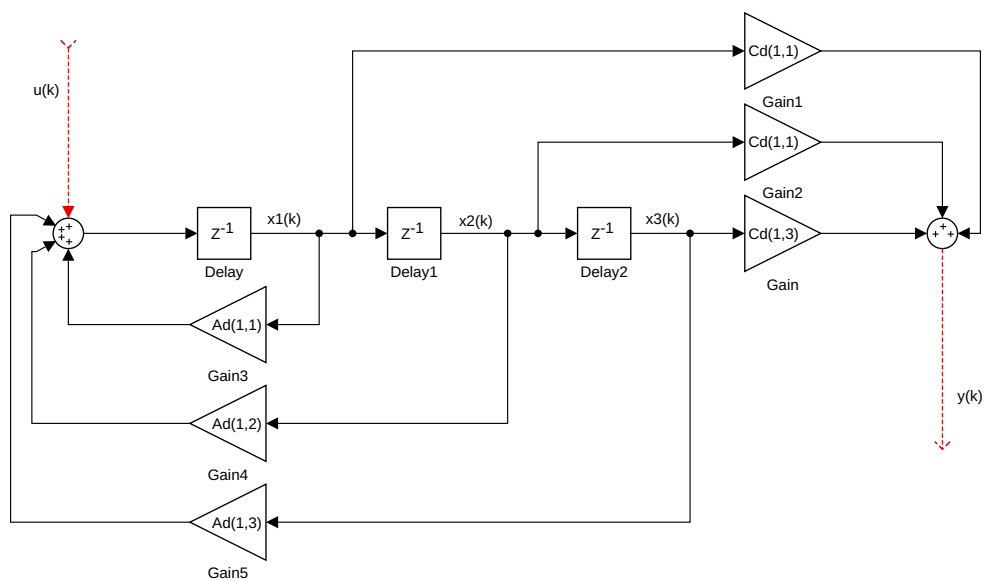 Cd(1,1)
Gain1
u(k)
Cd(1,1)
Gain2
x1(k)
x2(k)
x3(k)
+
+
+
+
Z-1
Delay
Z-1
Delay1
Z-1
Delay2
Cd(1,3)
Gain
+
+
+
Ad(1,1)
Gain3
y(k)
Ad(1,2)
Gain4
Ad(1,3)
Gain5